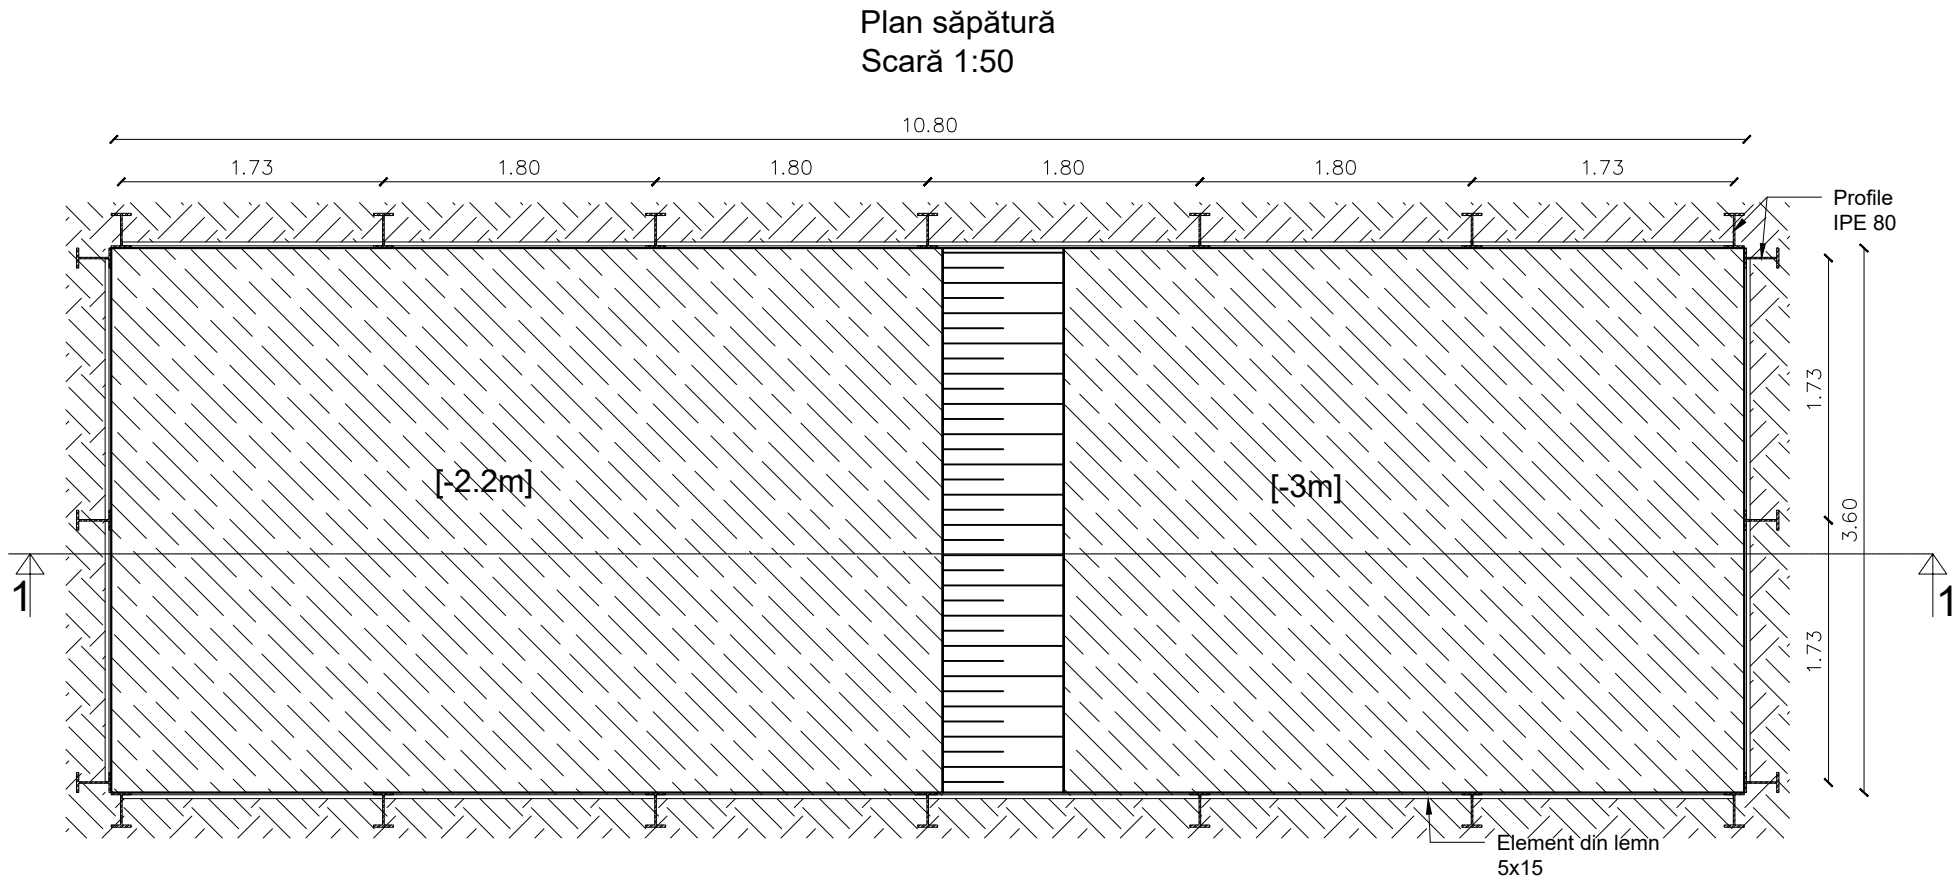 Plan săpătură
Scară 1:50
10.80
1.73 1.80 1.80 1.80 1.80 1.73
Profile
IPE 80
1.73
[-2.2m] [-3m]
3.60
1 1
1.73
Element din lemn
5x15